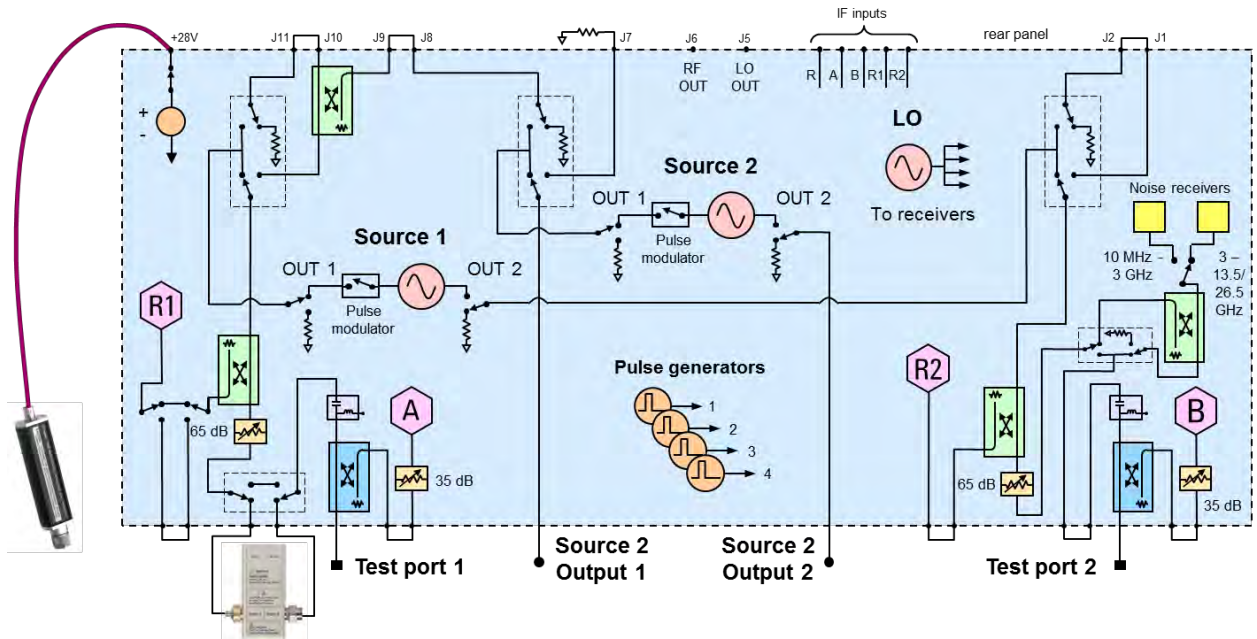 +28V
J11
J10
J9
J8
J7
J6
J5
IF inputs
rear panel
J2
J1
RF
OUT
LO
OUT
R
A
B
R1
R2
+
-
LO
To receivers
Noise receivers
10 MHz -
3 GHz
3 –
13.5/
26.5
GHz
Source 2
OUT 1
OUT 2
Pulse
modulator
Source 1
OUT 1
OUT 2
Pulse
modulator
R1
A
Pulse generators
1
2
3
4
R2
B
65 dB
35 dB
65 dB
35 dB
Test port 1
Source 2
Output 1
Source 2
Output 2
Test port 2